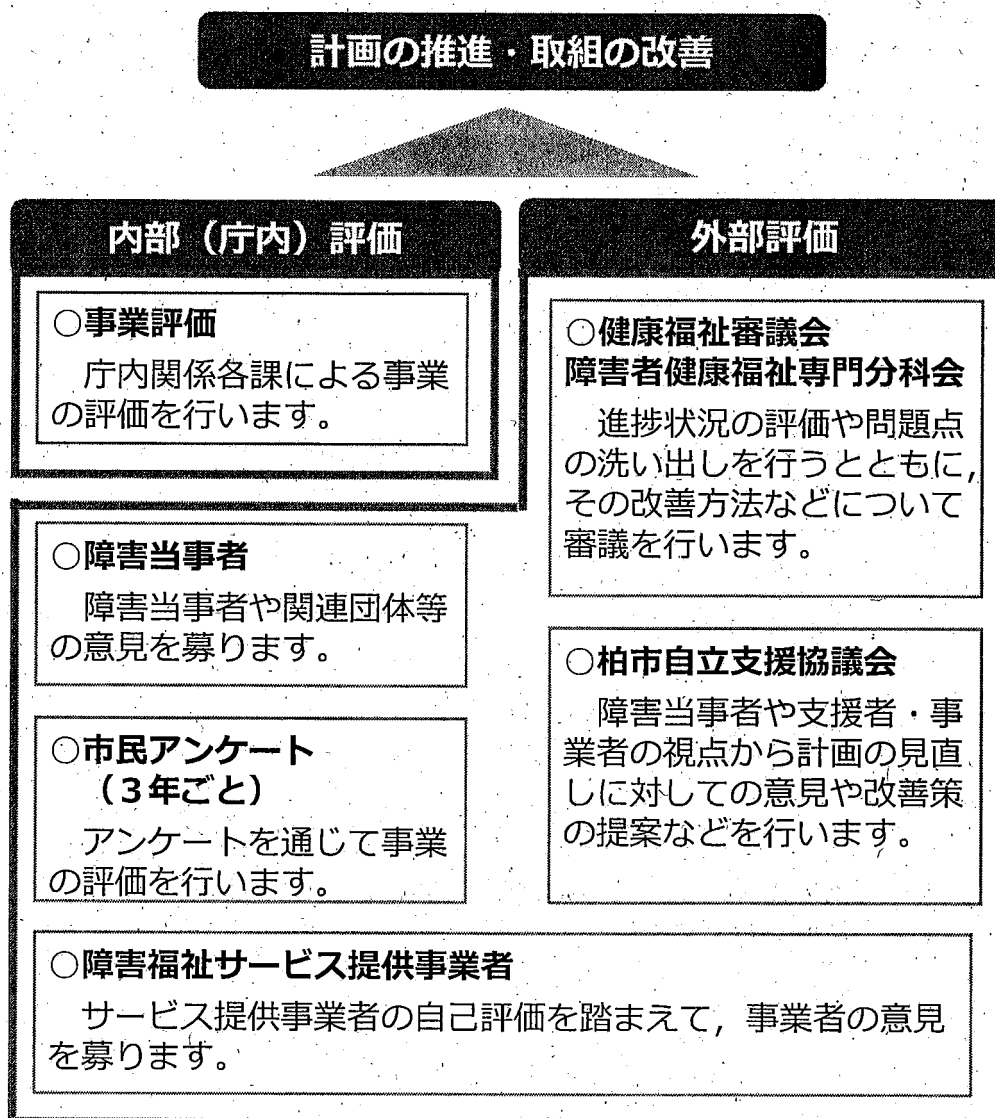 計画の推進・取組の改善
内部（庁内）評価
○事業評価
庁内関係各課による事業
の評価を行います。
外部評価
○健康福祉審議会
障害者健康福祉専門分科会
進捗状況の評価や問題点
の洗い出しを行うとともに，
その改善方法などについて
審議を行います。
○障害当事者
障害当事者や関連団体等
の意見を募ります。
○柏市自立支援協議会
障害当事者や支援者・事
業者の視点から計画の見直
しに対しての意見や改善策
の提案などを行います。
○市民アンケート
（３年ごと）
アンケートを通じて事業
の評価を行います。
○障害福祉サービス提供事業者
サービス提供事業者の自己評価を踏まえて，事業者の意見
を募ります。